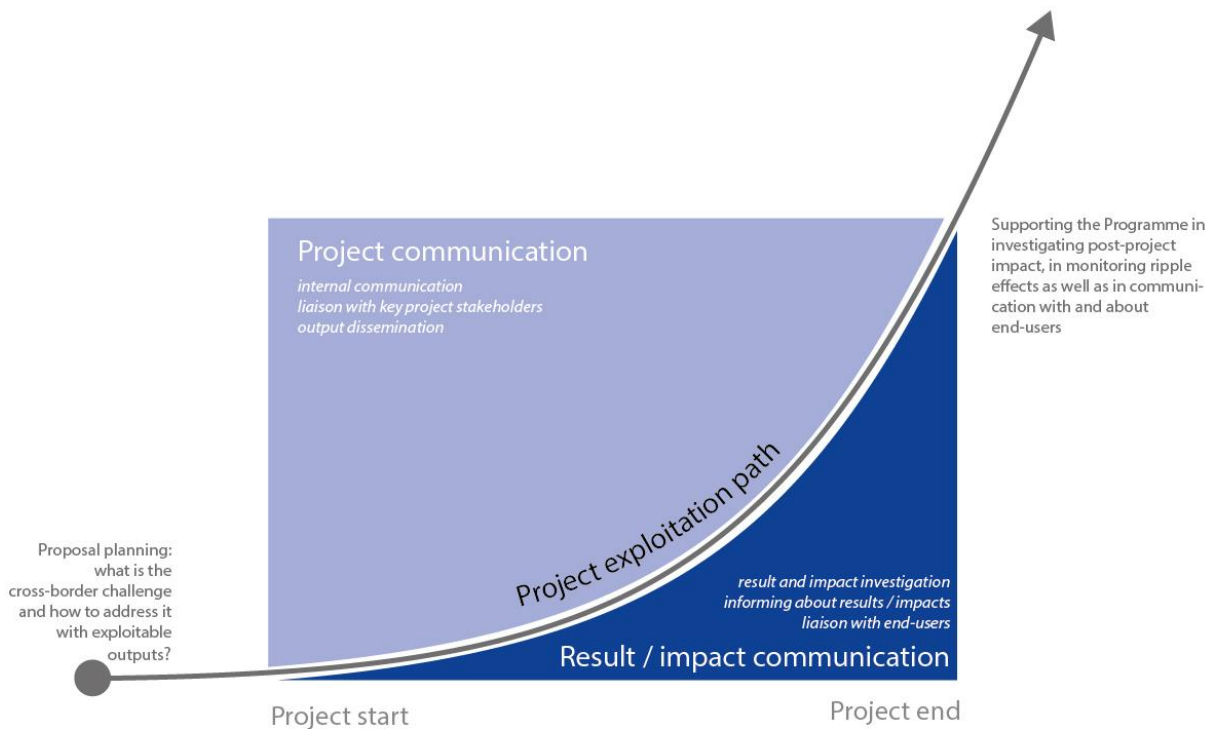 Project communication
internal communication
liaison with key project stakeholders
output dissemination
Supporting the Programme in
investigating post-project
impact, in monitoring ripple
effects as well as in communi-
cation with and about
end-users
Project exploitation path
Proposal planning:
what is the
cross-border challenge
and how to address it
with exploitable
outputs?
result and impact investigation
informing about results / impacts
liaison with end-users
Result / impact communication
Project start
Project end